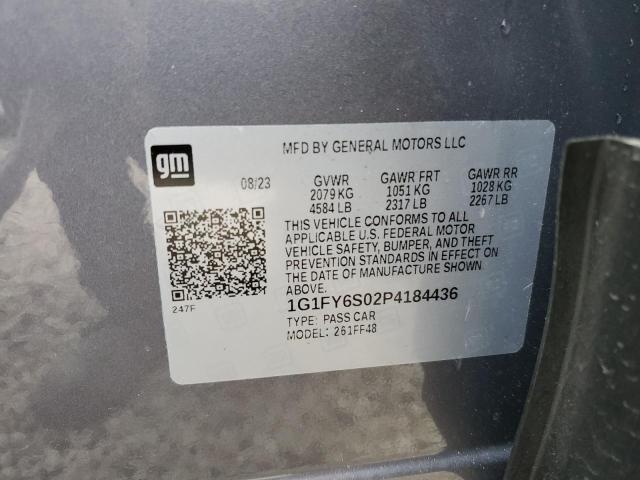 gm
MFD BY GENERAL MOTORS LLC
08/23 GVWR GAWR FRT GAWR RR
2079 KG 1051 KG 1028 KG
4584 LB 2317 LB 2267 LB
THIS VEHICLE CONFORMS TO ALL
APPLICABLE U.S. FEDERAL MOTOR
VEHICLE SAFETY, BUMPER, AND THEFT
PREVENTION STANDARDS IN EFFECT ON
THE DATE OF MANUFACTURE SHOWN
ABOVE.
1G1FY6S02P4184436
TYPE: PASS CAR
MODEL: 261FF48
247F